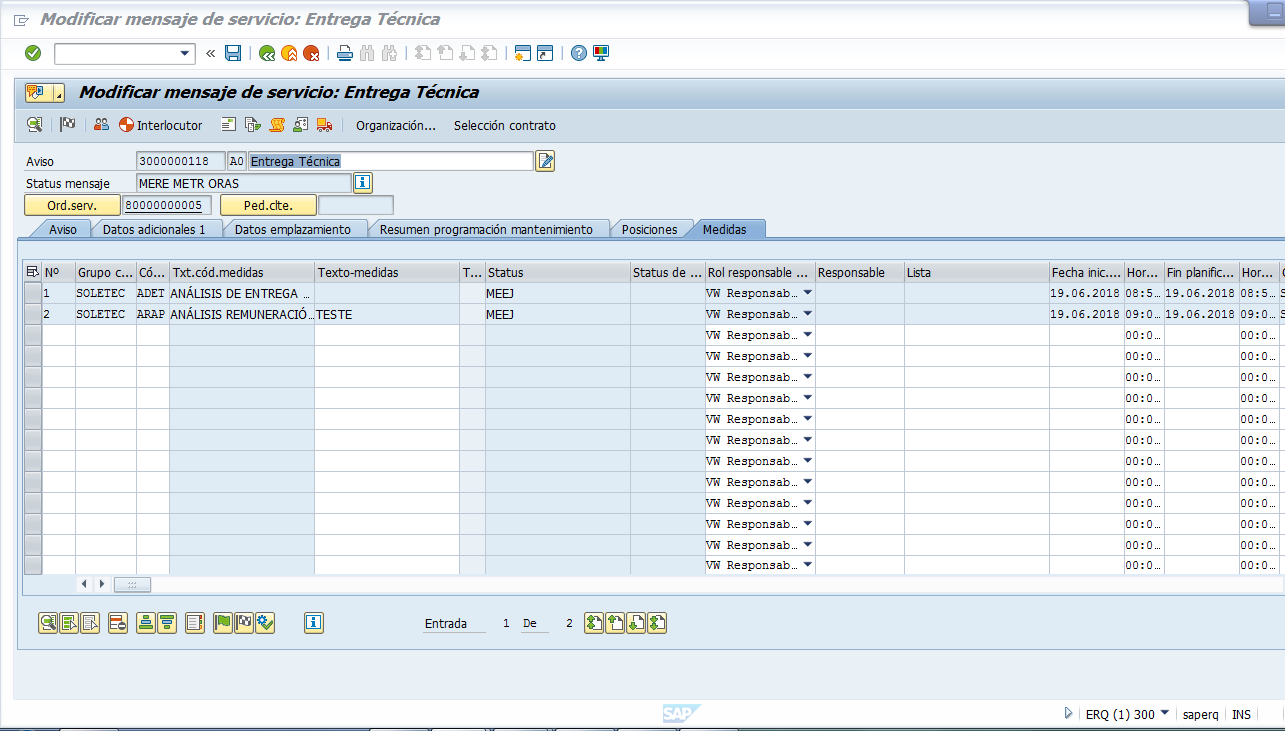 Modificar mensaje de servicio: Entrega Técnica
«
Modificar mensaje de servicio: Entrega Técnica
Interlocutor Organización... Selección contrato
Aviso 3000000118 A0 Entrega Técnica
Status mensaje MERE METR ORAS
Ord.serv. 80000000005 Ped.clte.
Aviso Datos adicionales 1 Datos emplazamiento Resumen programación mantenimiento Posiciones Medidas
Nº Grupo c... Có... Txt.cód.medidas Texto-medidas T... Status Status de ... Rol responsable ... Responsable Lista Fecha inic.... Hor... Fin planific... Hor...
1 SOLETEC ADET ANÁLISIS DE ENTREGA … MEEJ VW Responsab… 19.06.2018 08:5… 19.06.2018 08:5…
2 SOLETEC ARAP ANÁLISIS REMUNERACIÓ… TESTE MEEJ VW Responsab… 19.06.2018 09:0… 19.06.2018 09:0…
VW Responsab… 00:0… 00:0…
VW Responsab… 00:0… 00:0…
VW Responsab… 00:0… 00:0…
VW Responsab… 00:0… 00:0…
VW Responsab… 00:0… 00:0…
VW Responsab… 00:0… 00:0…
VW Responsab… 00:0… 00:0…
VW Responsab… 00:0… 00:0…
VW Responsab… 00:0… 00:0…
VW Responsab… 00:0… 00:0…
VW Responsab… 00:0… 00:0…
VW Responsab… 00:0… 00:0…
Entrada 1 De 2
SAP ERQ (1) 300 saperq INS